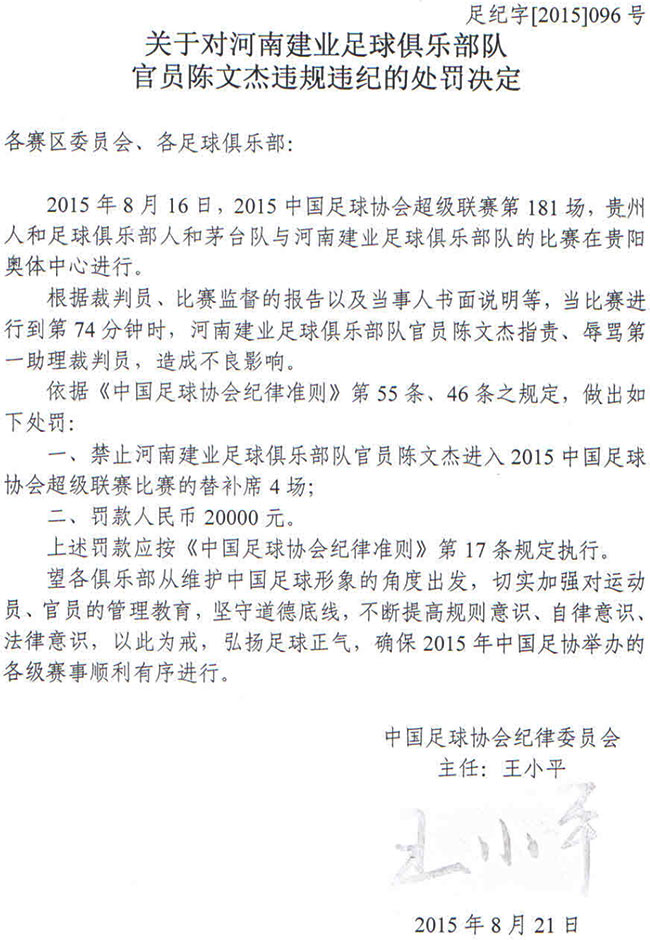 足纪字[2015]096 号
关于对河南建业足球俱乐部队
官员陈文杰违规违纪的处罚决定
各赛区委员会、各足球俱乐部：
2015 年 8 月 16 日，2015 中国足球协会超级联赛第 181 场，贵州
人和足球俱乐部人和茅台队与河南建业足球俱乐部队的比赛在贵阳
奥体中心进行。
根据裁判员、比赛监督的报告以及当事人书面说明等，当比赛进
行到第 74 分钟时，河南建业足球俱乐部队官员陈文杰指责、辱骂第
一助理裁判员，造成不良影响。
依据《中国足球协会纪律准则》第 55 条、46 条之规定，做出如
下处罚：
一、禁止河南建业足球俱乐部队官员陈文杰进入 2015 中国足球
协会超级联赛比赛的替补席 4 场；
二、罚款人民币 20000 元。
上述罚款应按《中国足球协会纪律准则》第 17 条规定执行。
望各俱乐部从维护中国足球形象的角度出发，切实加强对运动
员、官员的管理教育，坚守道德底线，不断提高规则意识、自律意识、
法律意识，以此为戒，弘扬足球正气，确保 2015 年中国足协举办的
各级赛事顺利有序进行。
中国足球协会纪律委员会
主任：王小平
王小平
2015 年 8 月 21 日